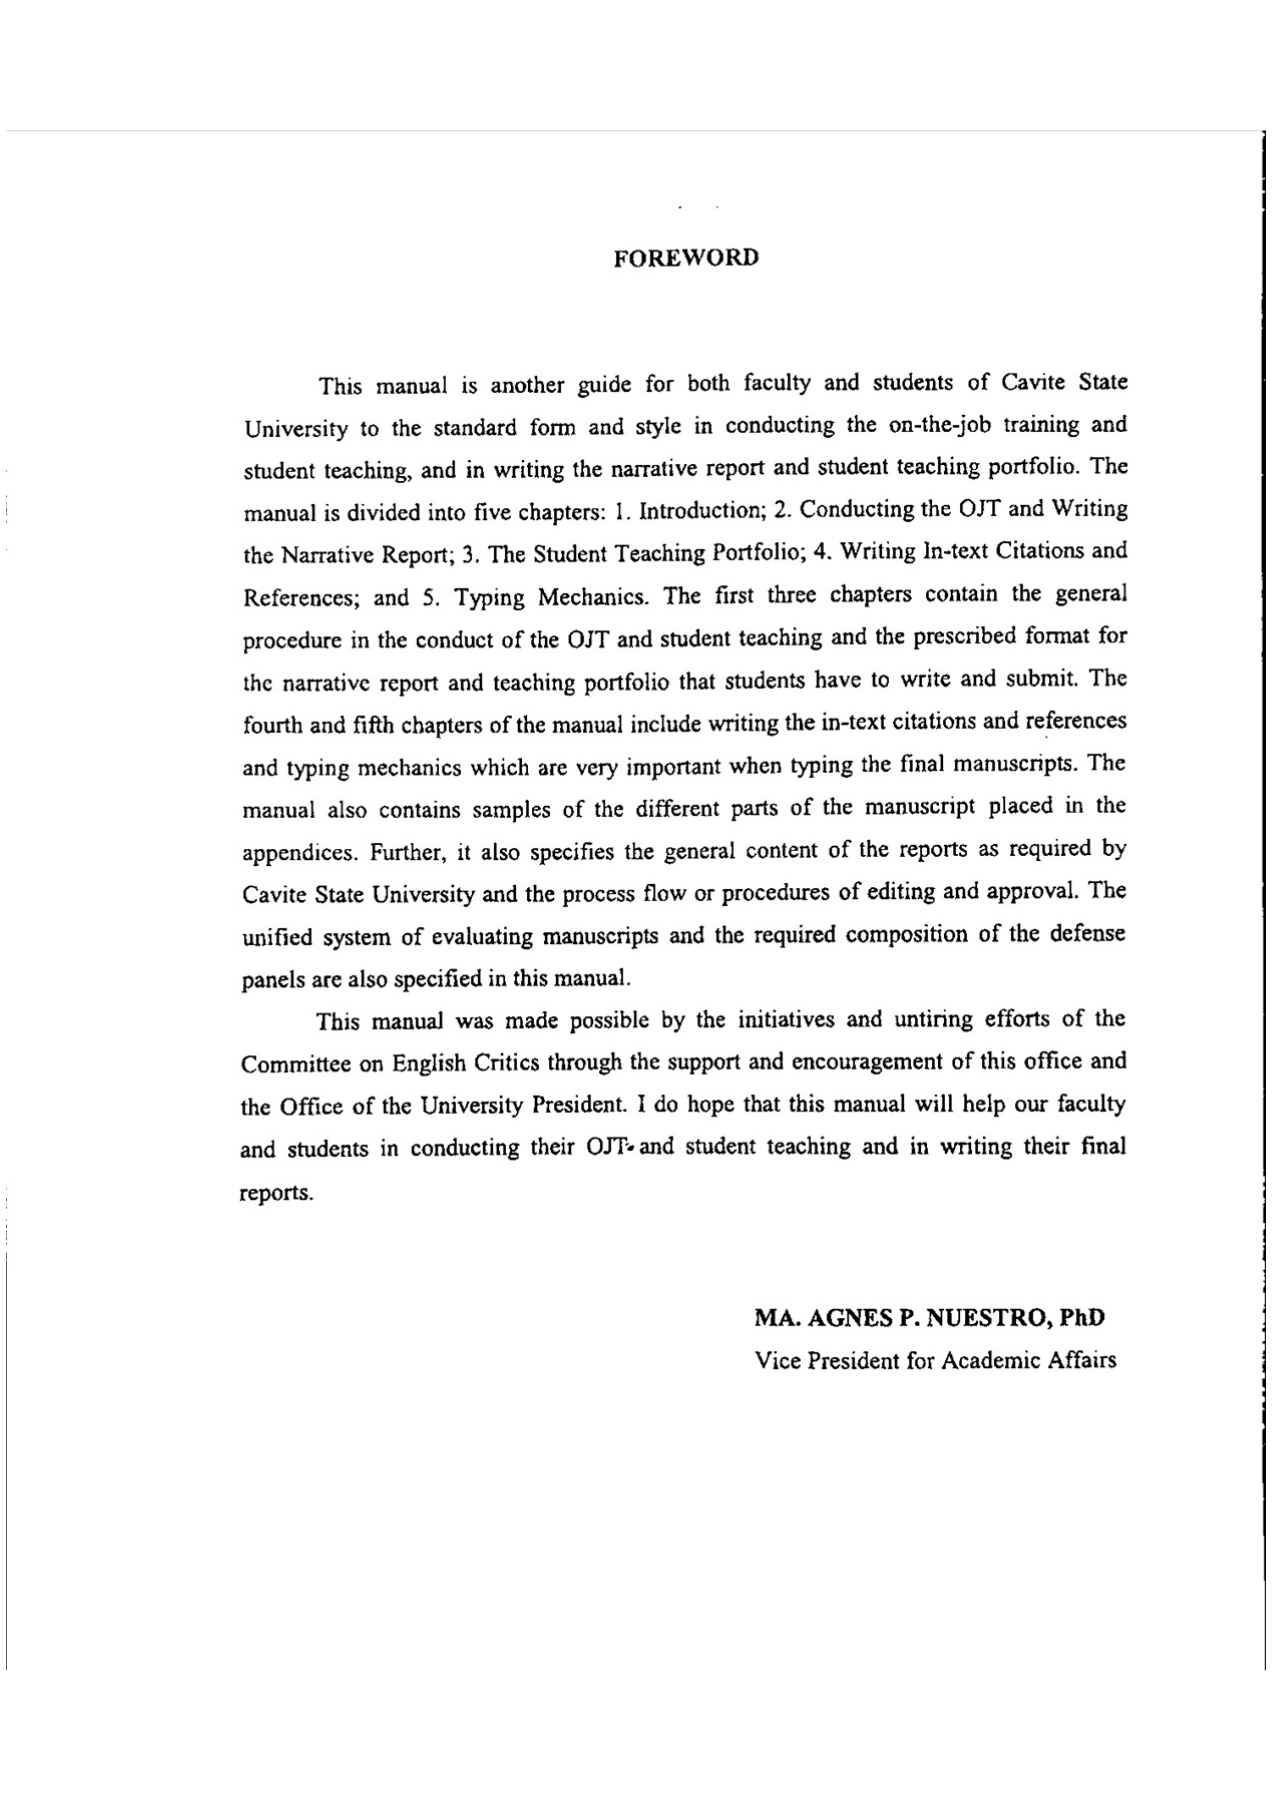 FOREWORD
This manual is another guide for both faculty and students of Cavite State
University to the standard form and style in conducting the on-the-job training and
student teaching, and in writing the narrative report and student teaching portfolio. The
manual is divided into five chapters: 1. Introduction; 2. Conducting the OJT and Writing
the Narrative Report; 3. The Student Teaching Portfolio; 4. Writing In-text Citations and
References; and 5. Typing Mechanics. The first three chapters contain the general
procedure in the conduct of the OJT and student teaching and the prescribed format for
the narrative report and teaching portfolio that students have to write and submit. The
fourth and fifth chapters of the manual include writing the in-text citations and references
and typing mechanics which are very important when typing the final manuscripts. The
manual also contains samples of the different parts of the manuscript placed in the
appendices. Further, it also specifies the general content of the reports as required by
Cavite State University and the process flow or procedures of editing and approval. The
unified system of evaluating manuscripts and the required composition of the defense
panels are also specified in this manual.
This manual was made possible by the initiatives and untiring efforts of the
Committee on English Critics through the support and encouragement of this office and
the Office of the University President. I do hope that this manual will help our faculty
and students in conducting their OJT and student teaching and in writing their final
reports.
MA. AGNES P. NUESTRO, PhD
Vice President for Academic Affairs